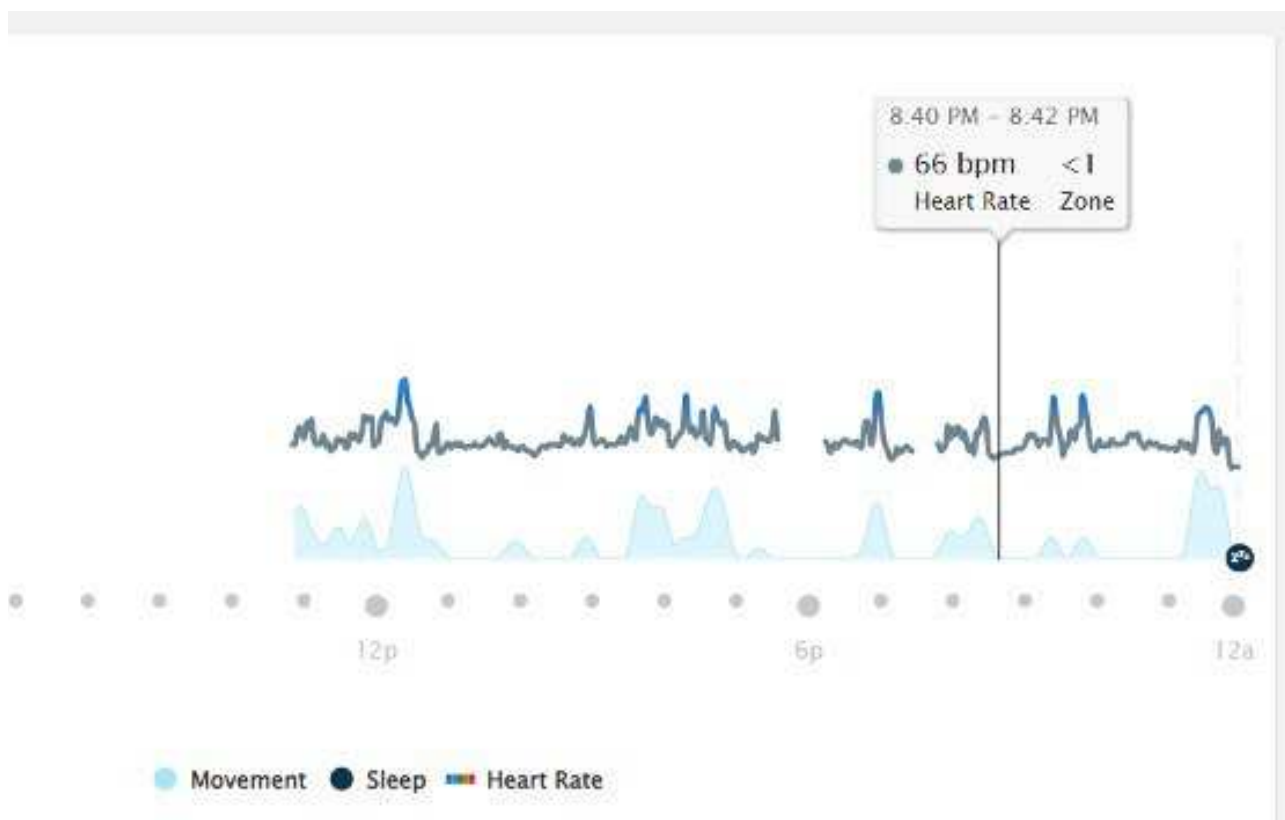 8.40 PM – 8.42 PM
66 bpm <1
Heart Rate Zone
12p 6p 12a
Movement Sleep Heart Rate